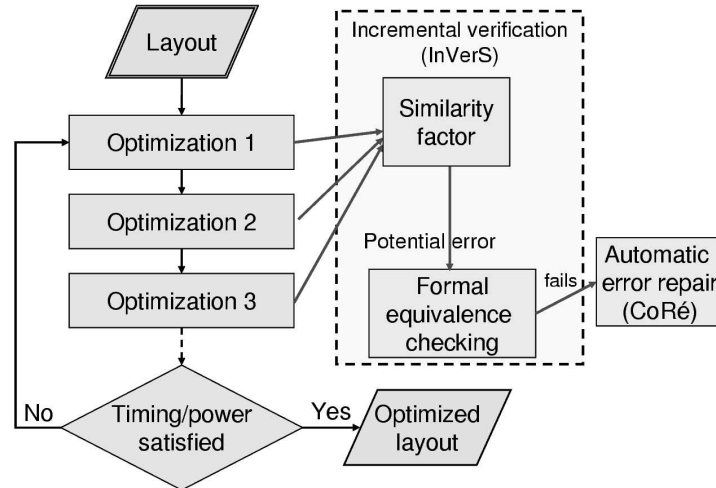 Layout
Optimization 1
Optimization 2
Optimization 3
Timing/power
satisfied
No
Yes
Optimized
layout
Incremental verification
(InVerS)
Similarity
factor
Potential error
Formal
equivalence
checking
fails
Automatic
error repair
(CoRé)